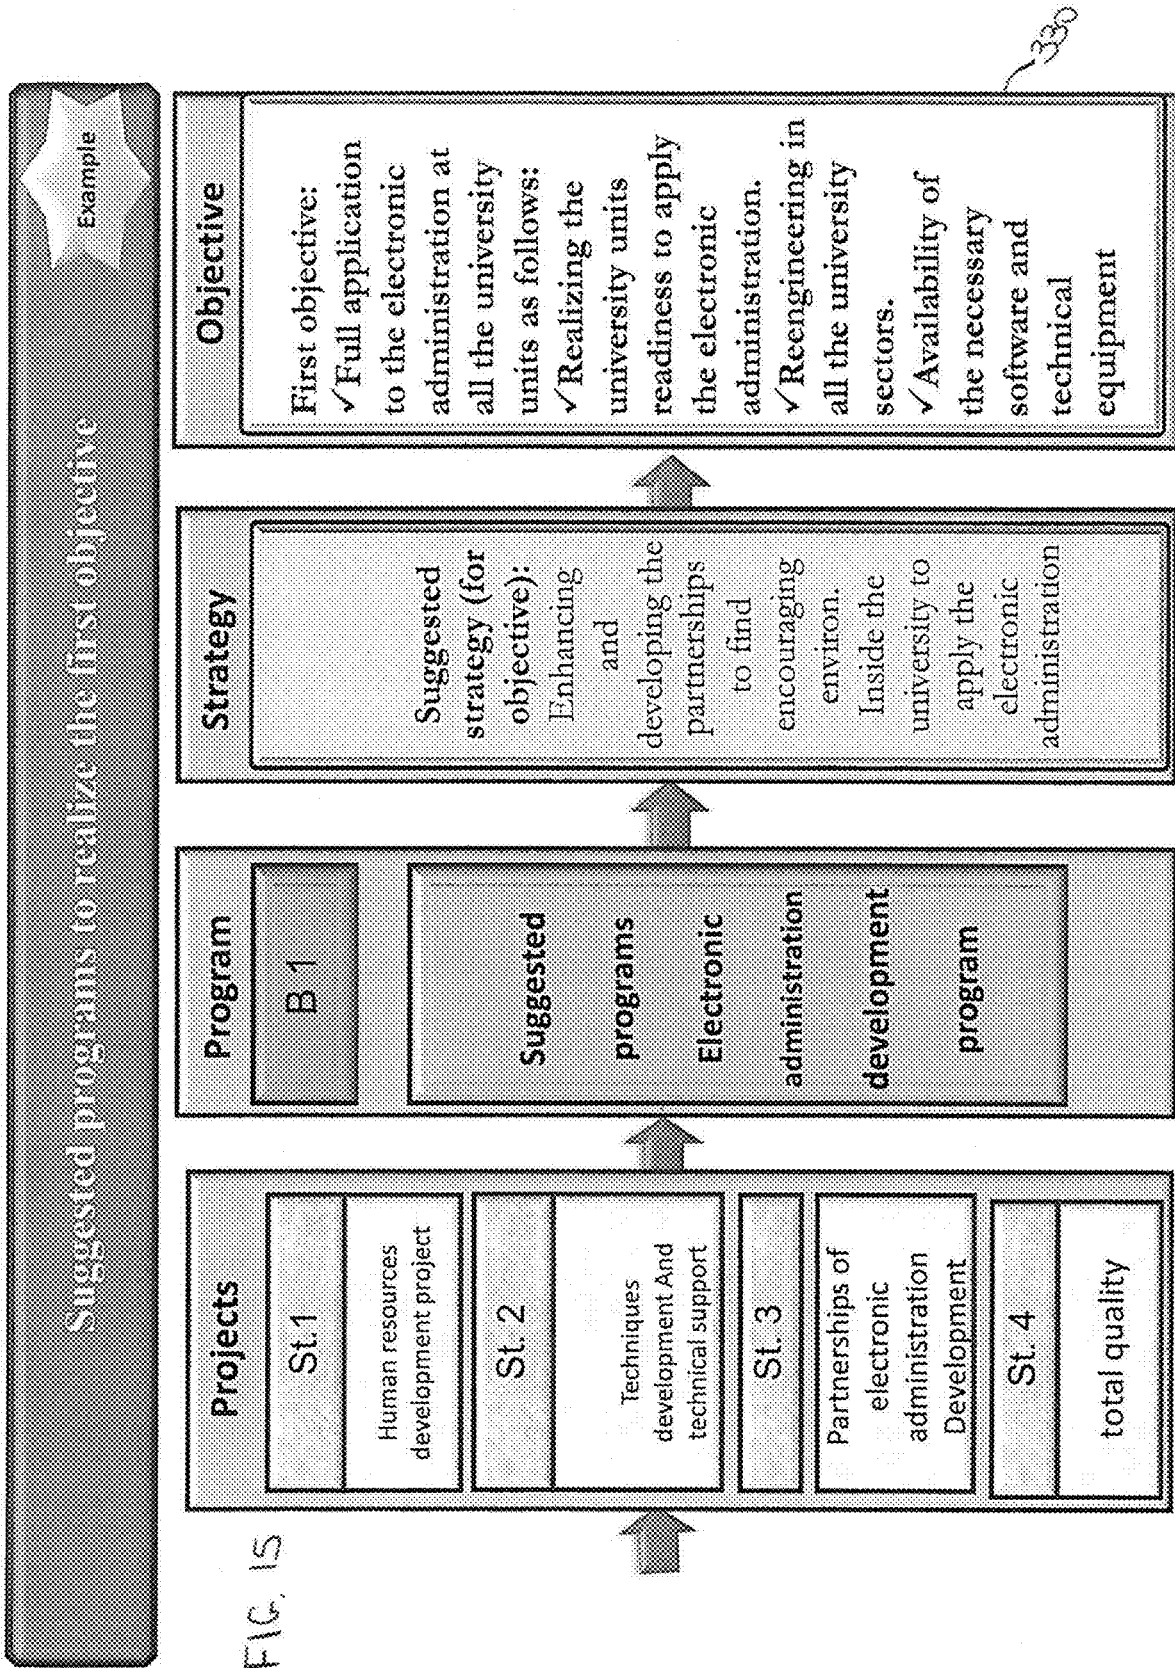 Suggested programs to realize the first objective
Example
FIG. 15
Projects
St.1
Human resources
development project
St. 2
Techniques
development And
technical support
St. 3
Partnerships of
electronic
administration
Development
St. 4
total quality
Program
B 1
Suggested
programs
Electronic
administration
development
program
Strategy
Suggested
strategy (for
objective):
Enhancing
and
developing the
partnerships
to find
encouraging
environ.
Inside the
university to
apply the
electronic
administration
Objective
First objective:
✓Full application
to the electronic
administration at
all the university
units as follows:
✓Realizing the
university units
readiness to apply
the electronic
administration.
✓Reengineering in
all the university
sectors.
✓Availability of
the necessary
software and
technical
equipment
330